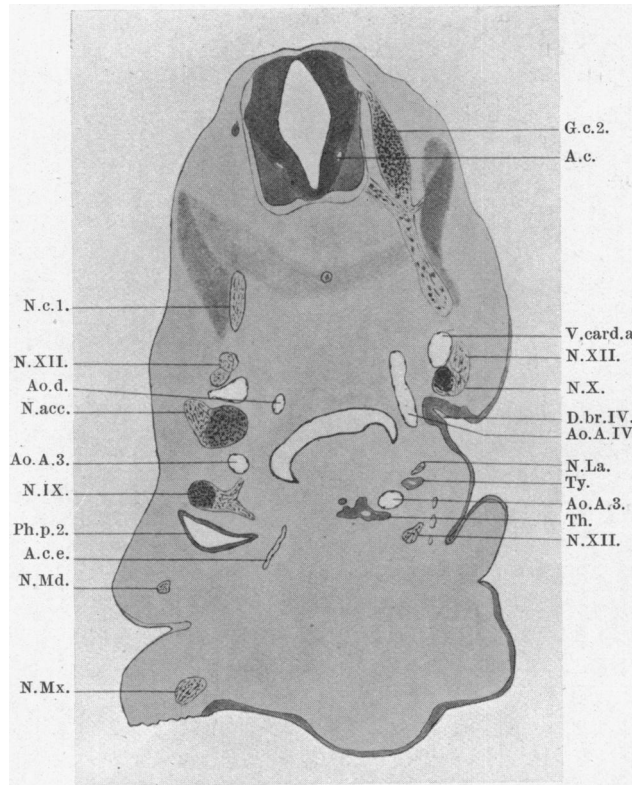 G.c.2.
A.c.
N.c.1.
N.XII.
Ao.d.
N.acc.
Ao.A.3.
N.IX.
Ph.p.2.
A.c.e.
N.Md.
N.Mx.
V.card.a
N.XII.
N.X.
D.br.IV.
Ao.A.IV
N.La.
Ty.
Ao.A.3.
Th.
N.XII.